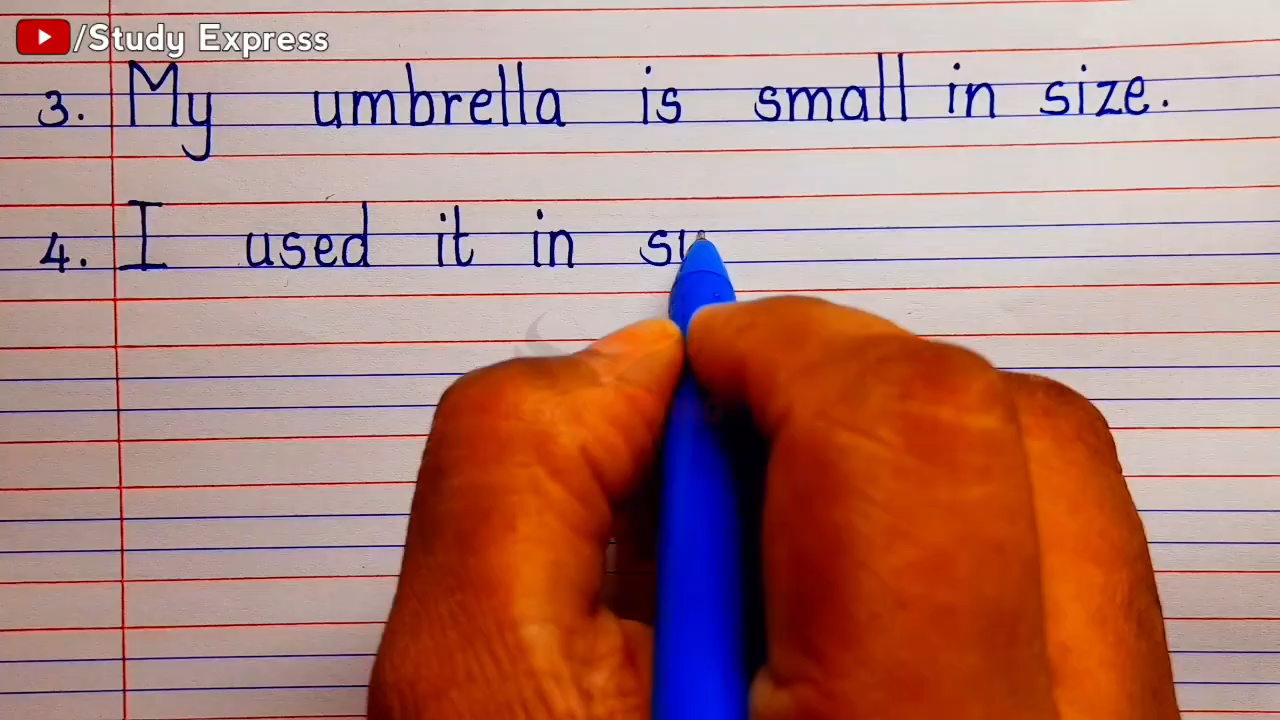 /Study Express
3. My umbrella is small in size.
4. I used it in